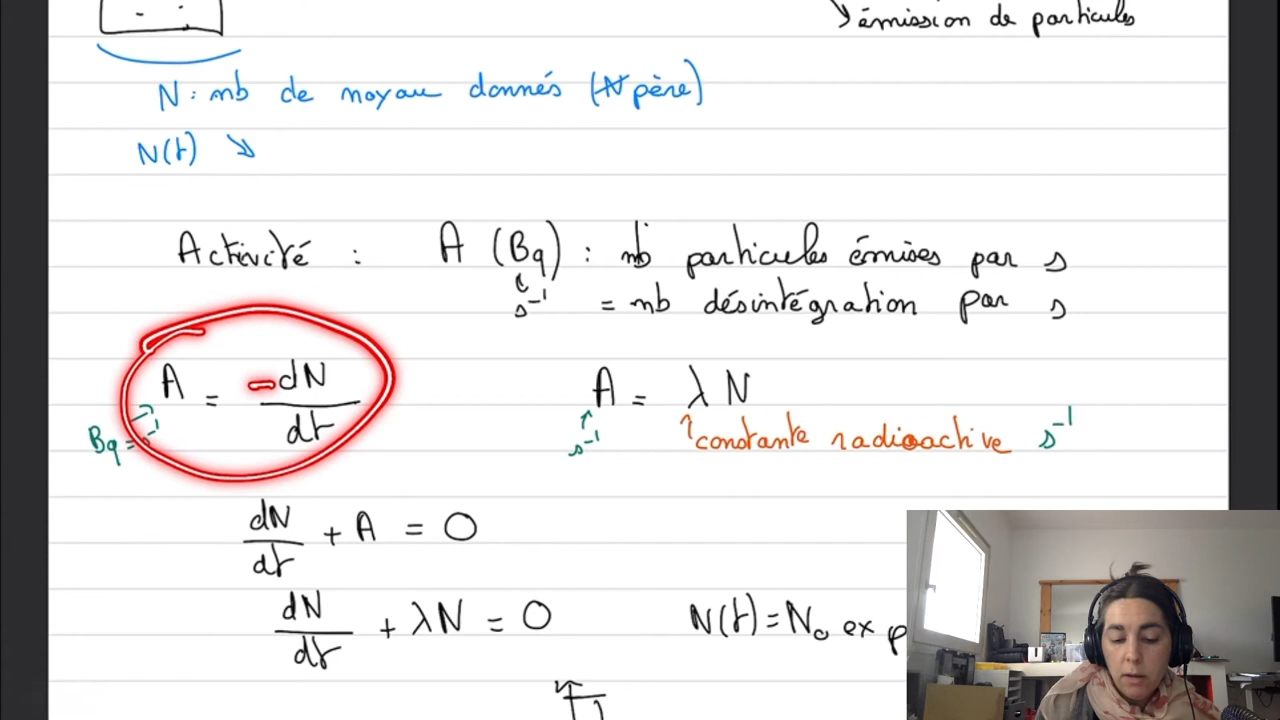 émission de particules
N : nb de noyau donnés (N père)
N(t) ↘
Activité : A (Bq) : nb particules émises par s
s⁻¹ = nb désintégration par s
A = -dN/dt
Bq = s⁻¹
A = λ N
s⁻¹ constante radioactive s⁻¹
dN/dt + A = 0
dN/dt + λN = 0
N(t) = N₀ exp